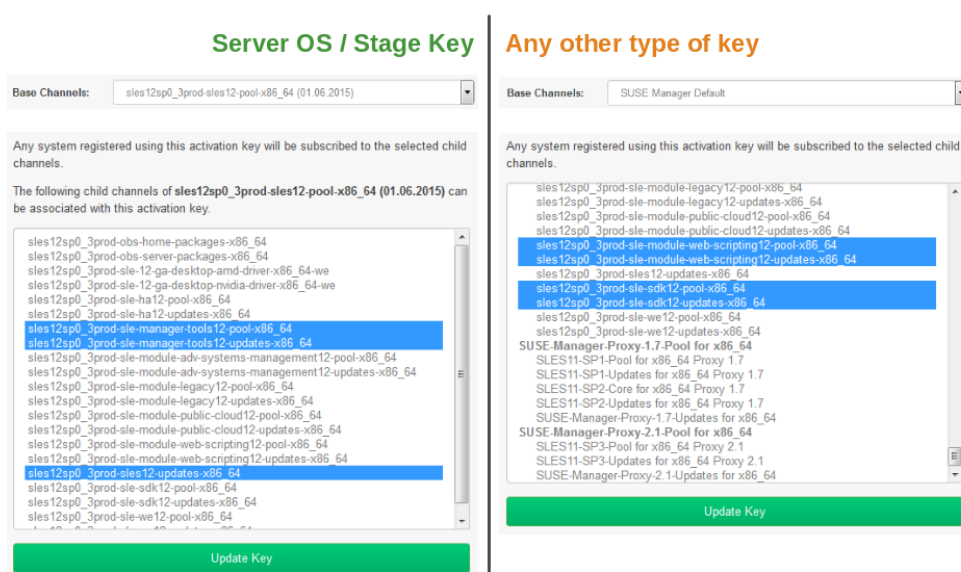 Server OS / Stage Key
Base Channels: sles12sp0_3prod-sles12-pool-x86_64 (01.06.2015)
Any system registered using this activation key will be subscribed to the selected child
channels.
The following child channels of sles12sp0_3prod-sles12-pool-x86_64 (01.06.2015) can
be associated with this activation key.
sles12sp0_3prod-obs-home-packages-x86_64
sles12sp0_3prod-obs-server-packages-x86_64
sles12sp0_3prod-sle-12-ga-desktop-amd-driver-x86_64-we
sles12sp0_3prod-sle-12-ga-desktop-nvidia-driver-x86_64-we
sles12sp0_3prod-sle-ha12-pool-x86_64
sles12sp0_3prod-sle-ha12-updates-x86_64
sles12sp0_3prod-sle-manager-tools12-pool-x86_64
sles12sp0_3prod-sle-manager-tools12-updates-x86_64
sles12sp0_3prod-sle-module-adv-systems-management12-pool-x86_64
sles12sp0_3prod-sle-module-adv-systems-management12-updates-x86_64
sles12sp0_3prod-sle-module-legacy12-pool-x86_64
sles12sp0_3prod-sle-module-legacy12-updates-x86_64
sles12sp0_3prod-sle-module-public-cloud12-pool-x86_64
sles12sp0_3prod-sle-module-public-cloud12-updates-x86_64
sles12sp0_3prod-sle-module-web-scripting12-pool-x86_64
sles12sp0_3prod-sle-module-web-scripting12-updates-x86_64
sles12sp0_3prod-sles12-updates-x86_64
sles12sp0_3prod-sle-sdk12-pool-x86_64
sles12sp0_3prod-sle-sdk12-updates-x86_64
sles12sp0_3prod-sle-we12-pool-x86_64
Update Key
Any other type of key
Base Channels: SUSE Manager Default
Any system registered using this activation key will be subscribed to the selected child
channels.
sles12sp0_3prod-sle-module-legacy12-pool-x86_64
sles12sp0_3prod-sle-module-legacy12-updates-x86_64
sles12sp0_3prod-sle-module-public-cloud12-pool-x86_64
sles12sp0_3prod-sle-module-public-cloud12-updates-x86_64
sles12sp0_3prod-sle-module-web-scripting12-pool-x86_64
sles12sp0_3prod-sle-module-web-scripting12-updates-x86_64
sles12sp0_3prod-sles12-updates-x86_64
sles12sp0_3prod-sle-sdk12-pool-x86_64
sles12sp0_3prod-sle-sdk12-updates-x86_64
sles12sp0_3prod-sle-we12-pool-x86_64
sles12sp0_3prod-sle-we12-updates-x86_64
SUSE-Manager-Proxy-1.7-Pool for x86_64
SLES11-SP1-Pool for x86_64 Proxy 1.7
SLES11-SP1-Updates for x86_64 Proxy 1.7
SLES11-SP2-Core for x86_64 Proxy 1.7
SLES11-SP2-Updates for x86_64 Proxy 1.7
SUSE-Manager-Proxy-1.7-Updates for x86_64
SUSE-Manager-Proxy-2.1-Pool for x86_64
SLES11-SP3-Pool for x86_64 Proxy 2.1
SLES11-SP3-Updates for x86_64 Proxy 2.1
SUSE-Manager-Proxy-2.1-Updates for x86_64
Update Key